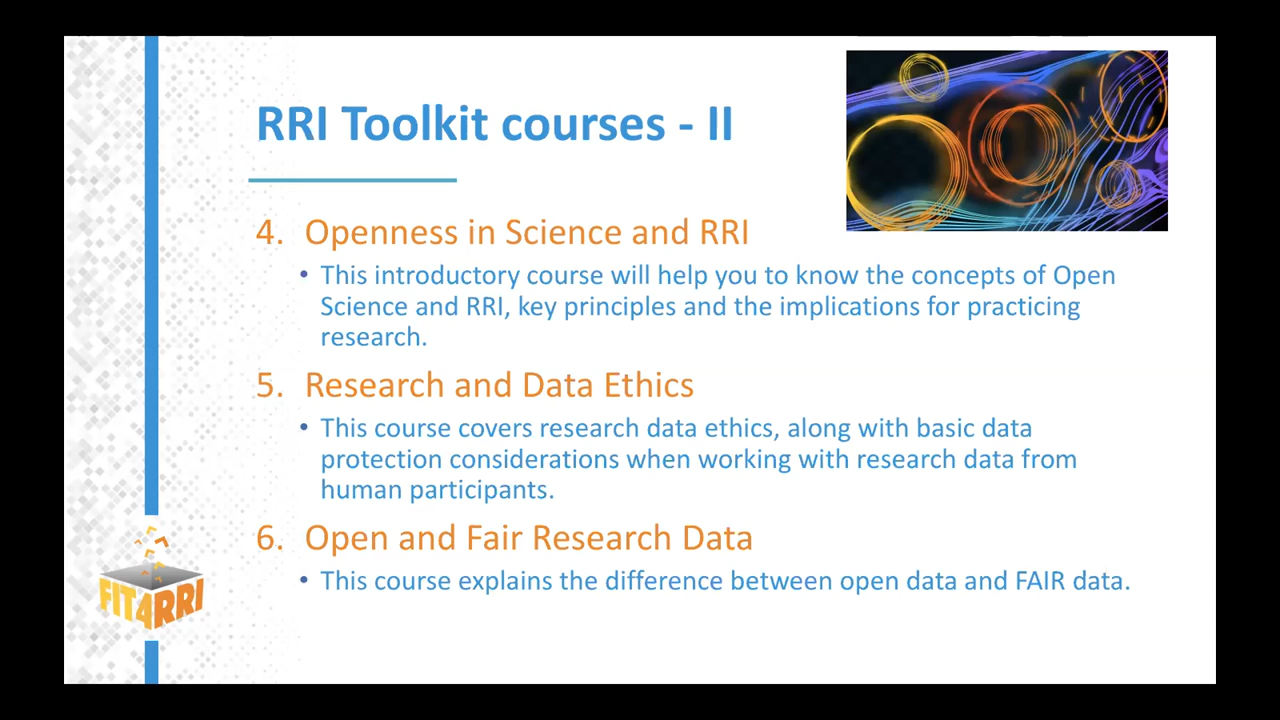 RRI Toolkit courses - II
4. Openness in Science and RRI
• This introductory course will help you to know the concepts of Open
Science and RRI, key principles and the implications for practicing
research.
5. Research and Data Ethics
• This course covers research data ethics, along with basic data
protection considerations when working with research data from
human participants.
6. Open and Fair Research Data
• This course explains the difference between open data and FAIR data.
FIT4RRI